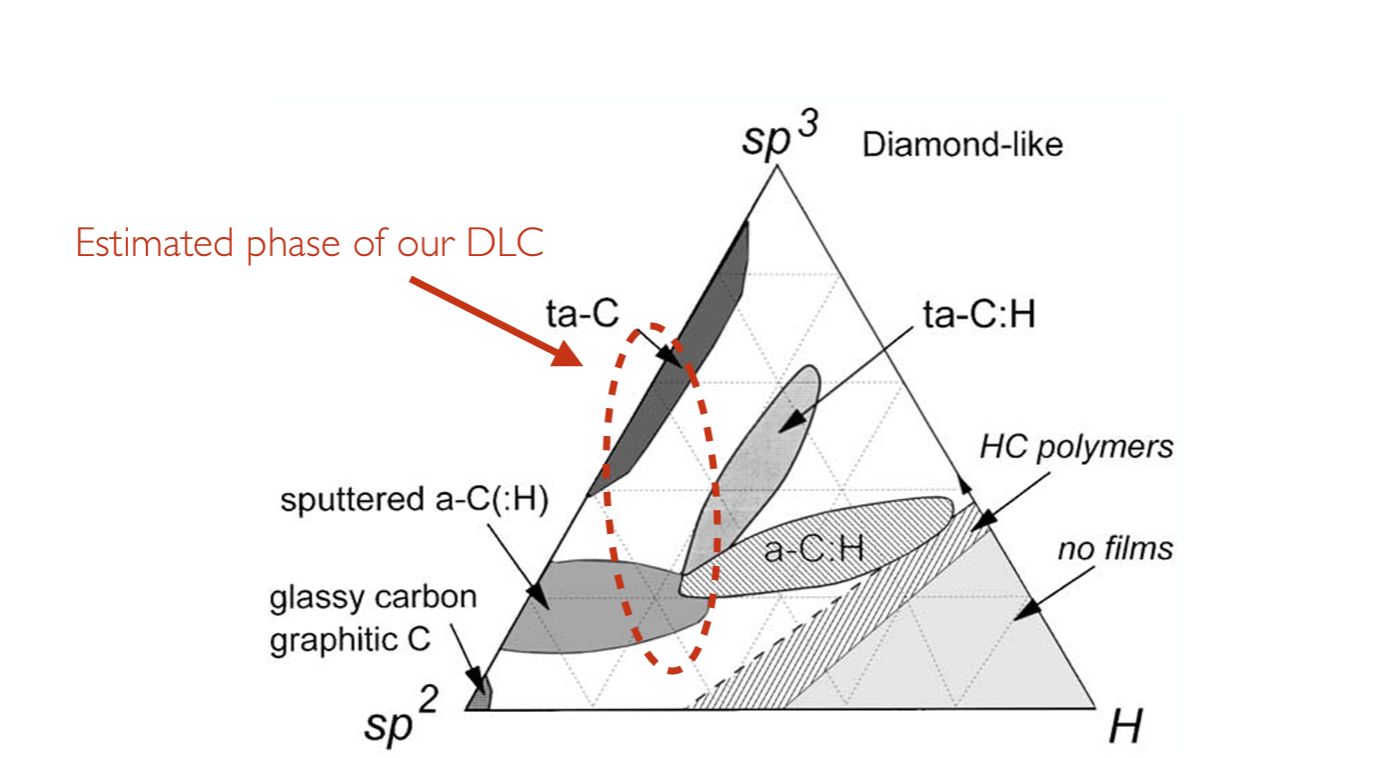 sp3 Diamond-like
Estimated phase of our DLC
ta-C
ta-C:H
HC polymers
sputtered a-C(:H)
a-C:H
no films
glassy carbon
graphitic C
sp2
H